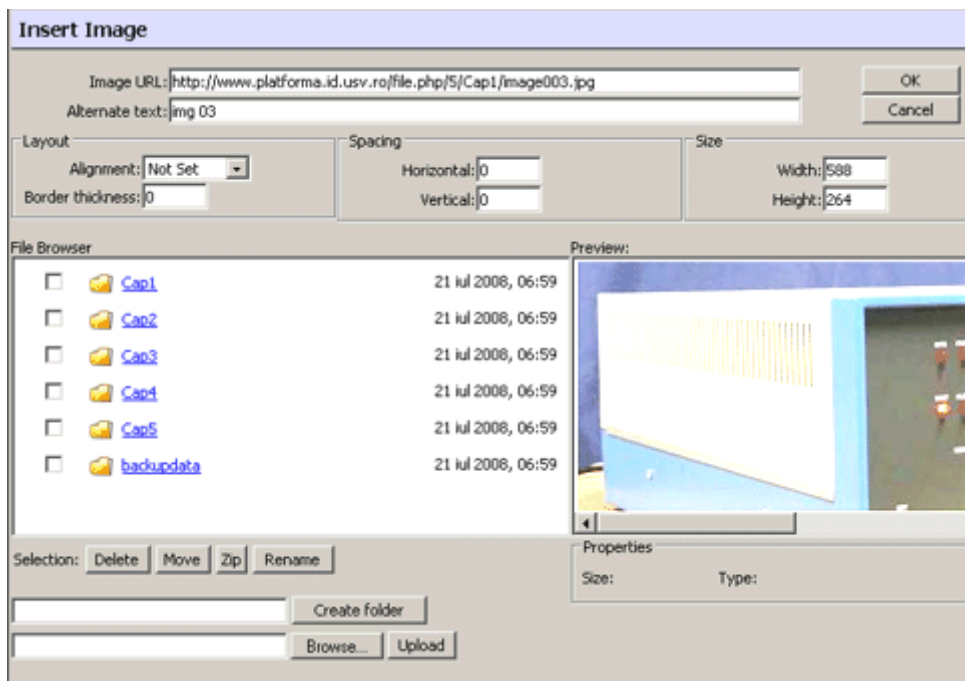 Insert Image
Image URL: http://www.platforma.id.usv.ro/file.php/5/Cap1/image003.jpg
OK
Alternate text: img 03
Cancel
Layout
Spacing
Size
Alignment: Not Set
Horizontal: 0
Width: 588
Border thickness: 0
Vertical: 0
Height: 264
File Browser
Preview:
Cap1 21 iul 2008, 06:59
Cap2 21 iul 2008, 06:59
Cap3 21 iul 2008, 06:59
Cap4 21 iul 2008, 06:59
Cap5 21 iul 2008, 06:59
backupdata 21 iul 2008, 06:59
Selection: Delete Move Zip Rename
Properties
Size: Type:
Create folder
Browse... Upload